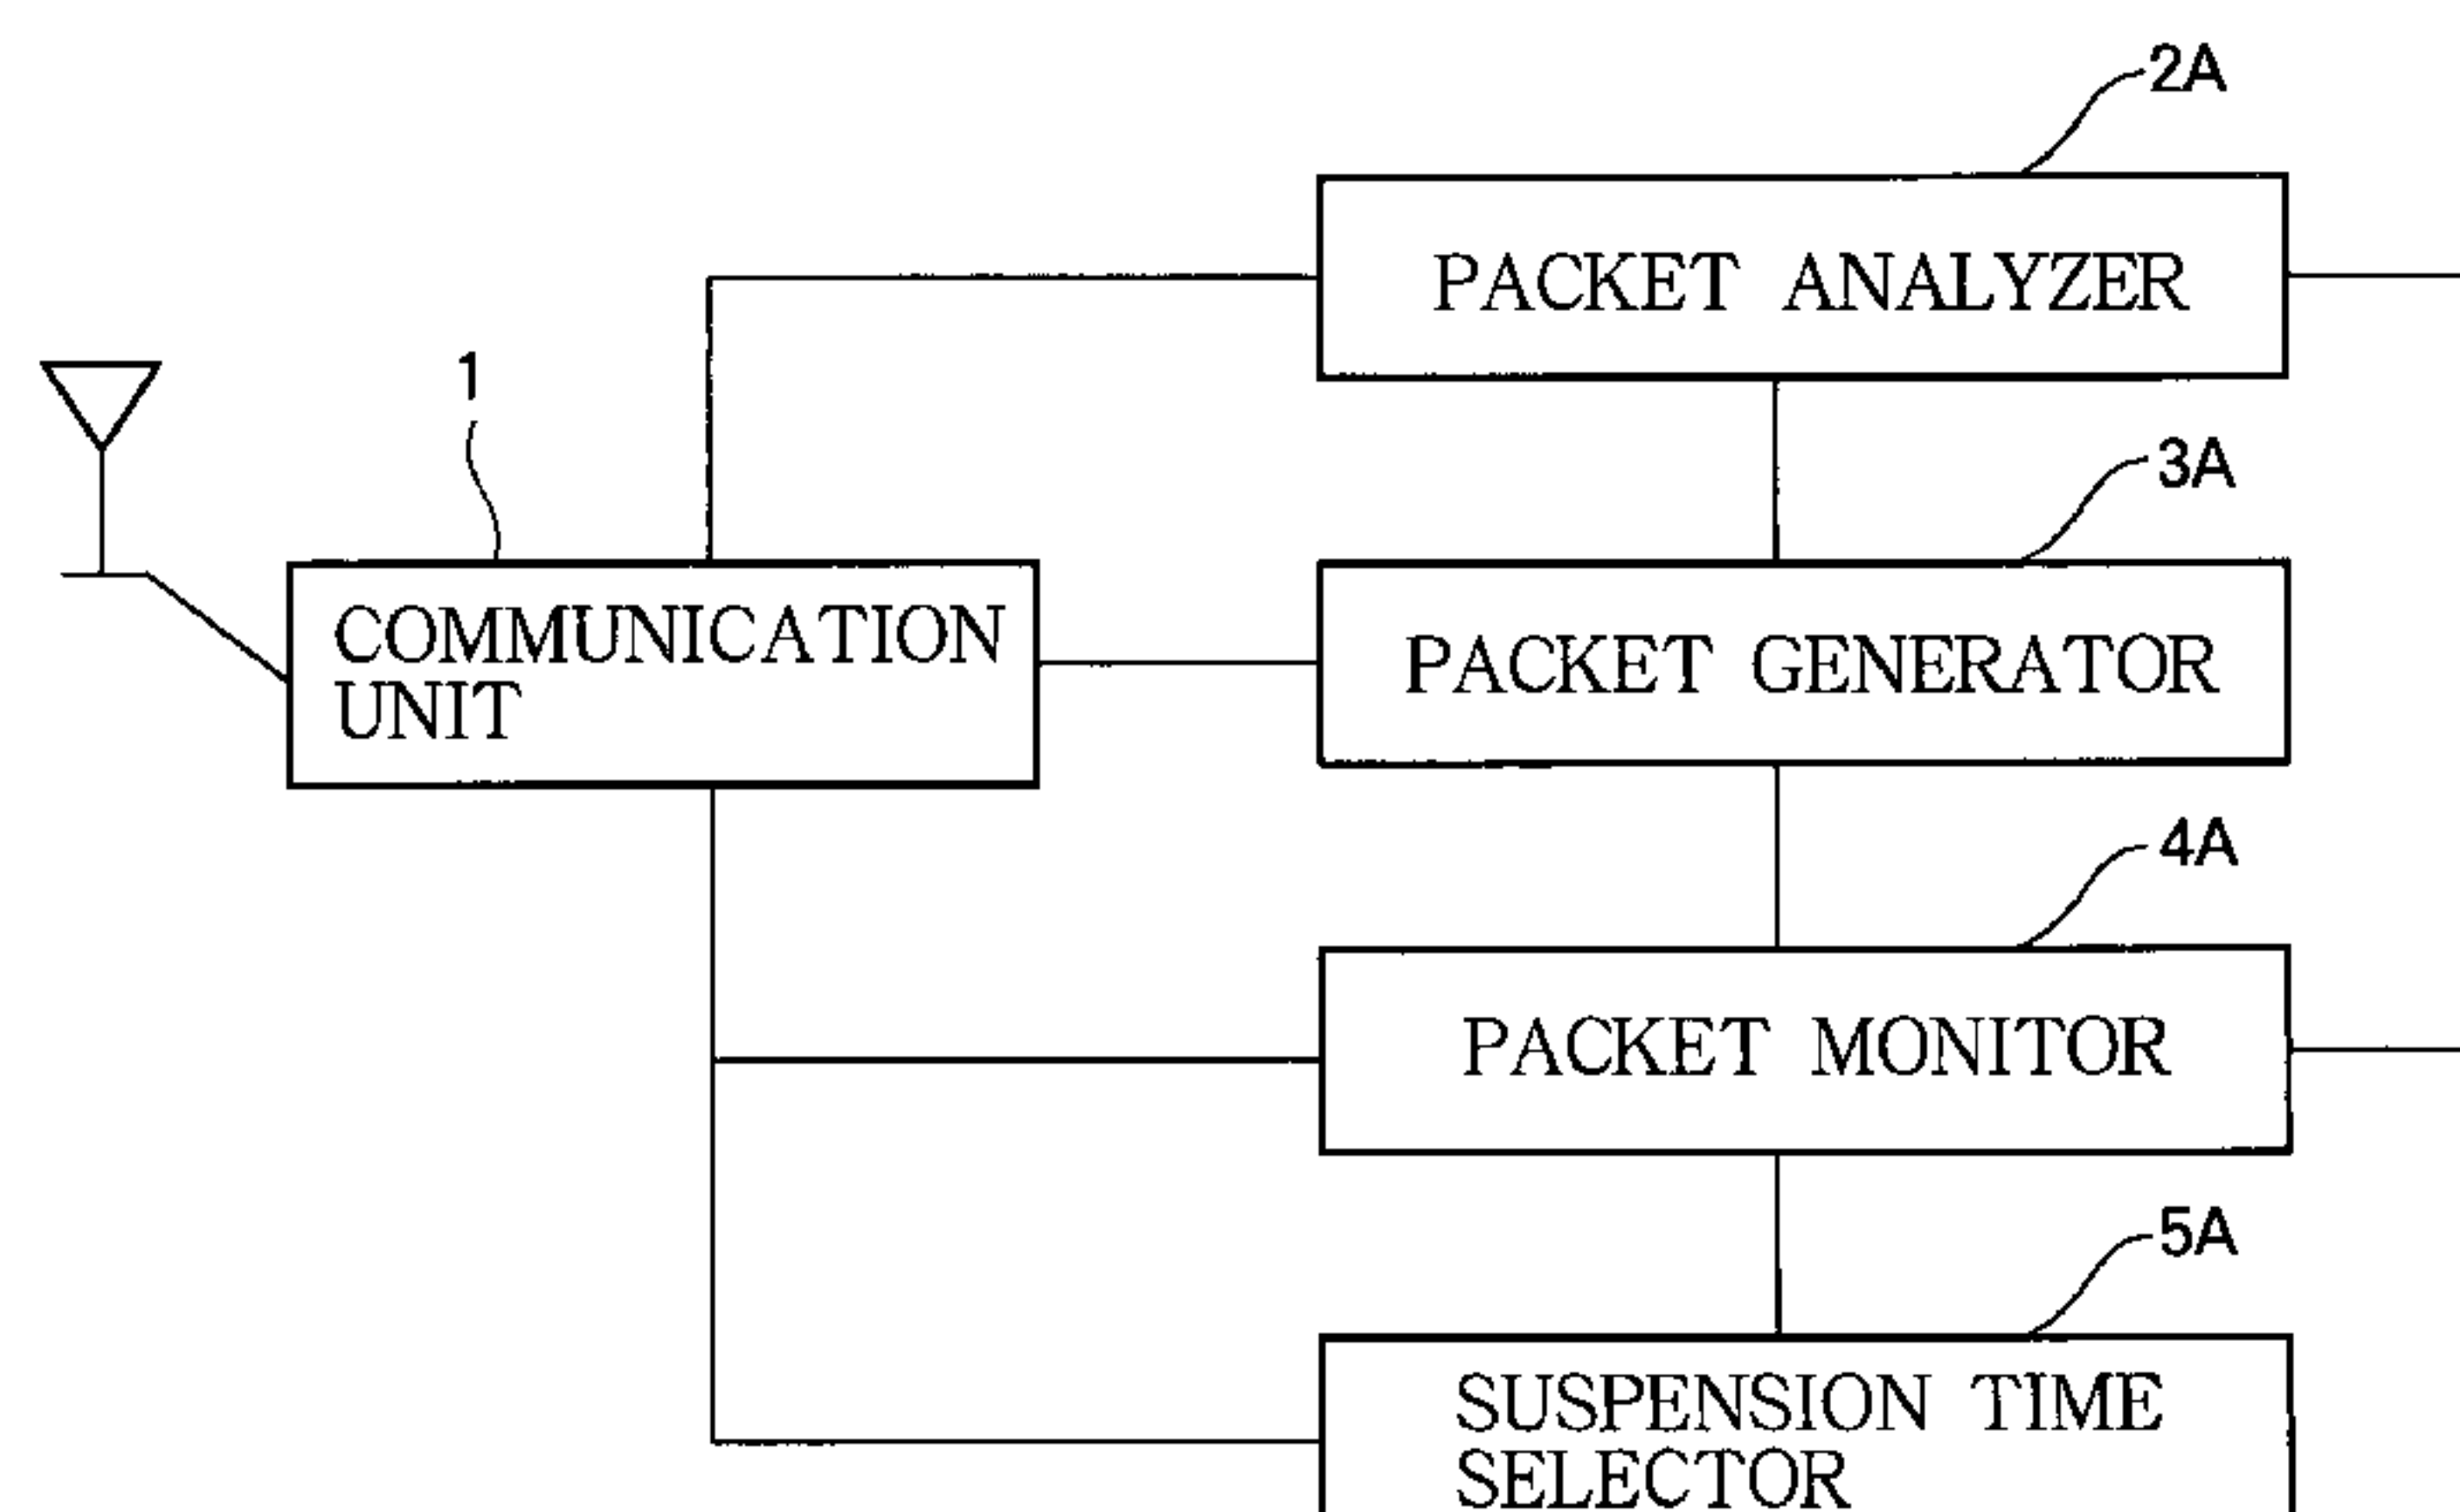 2A
PACKET ANALYZER
1
3A
COMMUNICATION
UNIT
PACKET GENERATOR
4A
PACKET MONITOR
5A
SUSPENSION TIME
SELECTOR